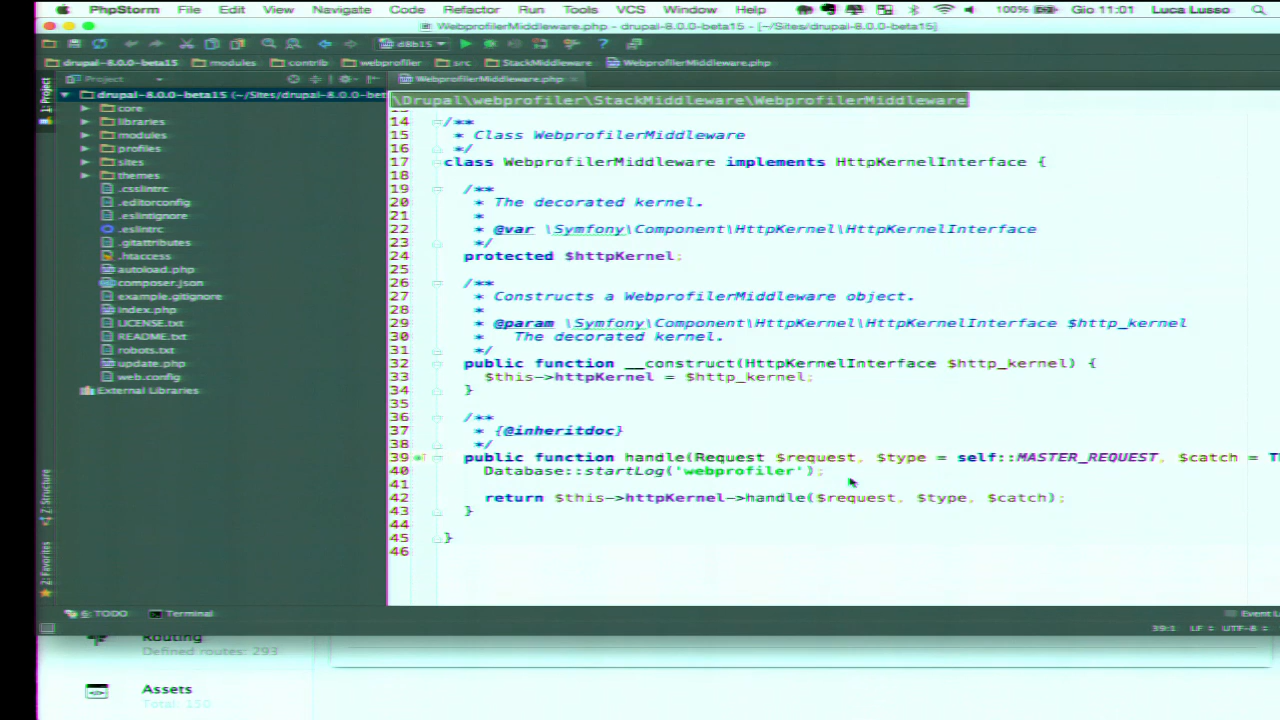 PhpStorm File Edit View Navigate Code Refactor Run Tools VCS Window Help 100% Gio 11:01 Luca Lusso
WebprofilerMiddleware.php - drupal-8.0.0-beta15 - [~/Sites/drupal-8.0.0-beta15]
d8b15
drupal-8.0.0-beta15 modules contrib webprofiler src StackMiddleware WebprofilerMiddleware.php
Project WebprofilerMiddleware.php
1: Project
drupal-8.0.0-beta15 (~/Sites/drupal-8.0.0-bet
core
libraries
modules
profiles
sites
themes
.csslintrc
.editorconfig
.eslintignore
.eslintrc
.gitattributes
.htaccess
autoload.php
composer.json
example.gitignore
index.php
LICENSE.txt
README.txt
robots.txt
update.php
web.config
External Libraries
\Drupal\webprofiler\StackMiddleware\WebprofilerMiddleware
14 /**
15 * Class WebprofilerMiddleware
16 */
17 class WebprofilerMiddleware implements HttpKernelInterface {
18
19 /**
20 * The decorated kernel.
21 *
22 * @var \Symfony\Component\HttpKernel\HttpKernelInterface
23 */
24 protected $httpKernel;
25
26 /**
27 * Constructs a WebprofilerMiddleware object.
28 *
29 * @param \Symfony\Component\HttpKernel\HttpKernelInterface $http_kernel
30 * The decorated kernel.
31 */
32 public function __construct(HttpKernelInterface $http_kernel) {
33 $this->httpKernel = $http_kernel;
34 }
35
36 /**
37 * {@inheritdoc}
38 */
39 public function handle(Request $request, $type = self::MASTER_REQUEST, $catch = T
40 Database::startLog('webprofiler');
41
42 return $this->httpKernel->handle($request, $type, $catch);
43 }
44
45 }
46
Z: Structure
2: Favorites
6: TODO Terminal Event L
39:1 LF UTF-8
Routing
Defined routes: 293
Assets
Total: 150